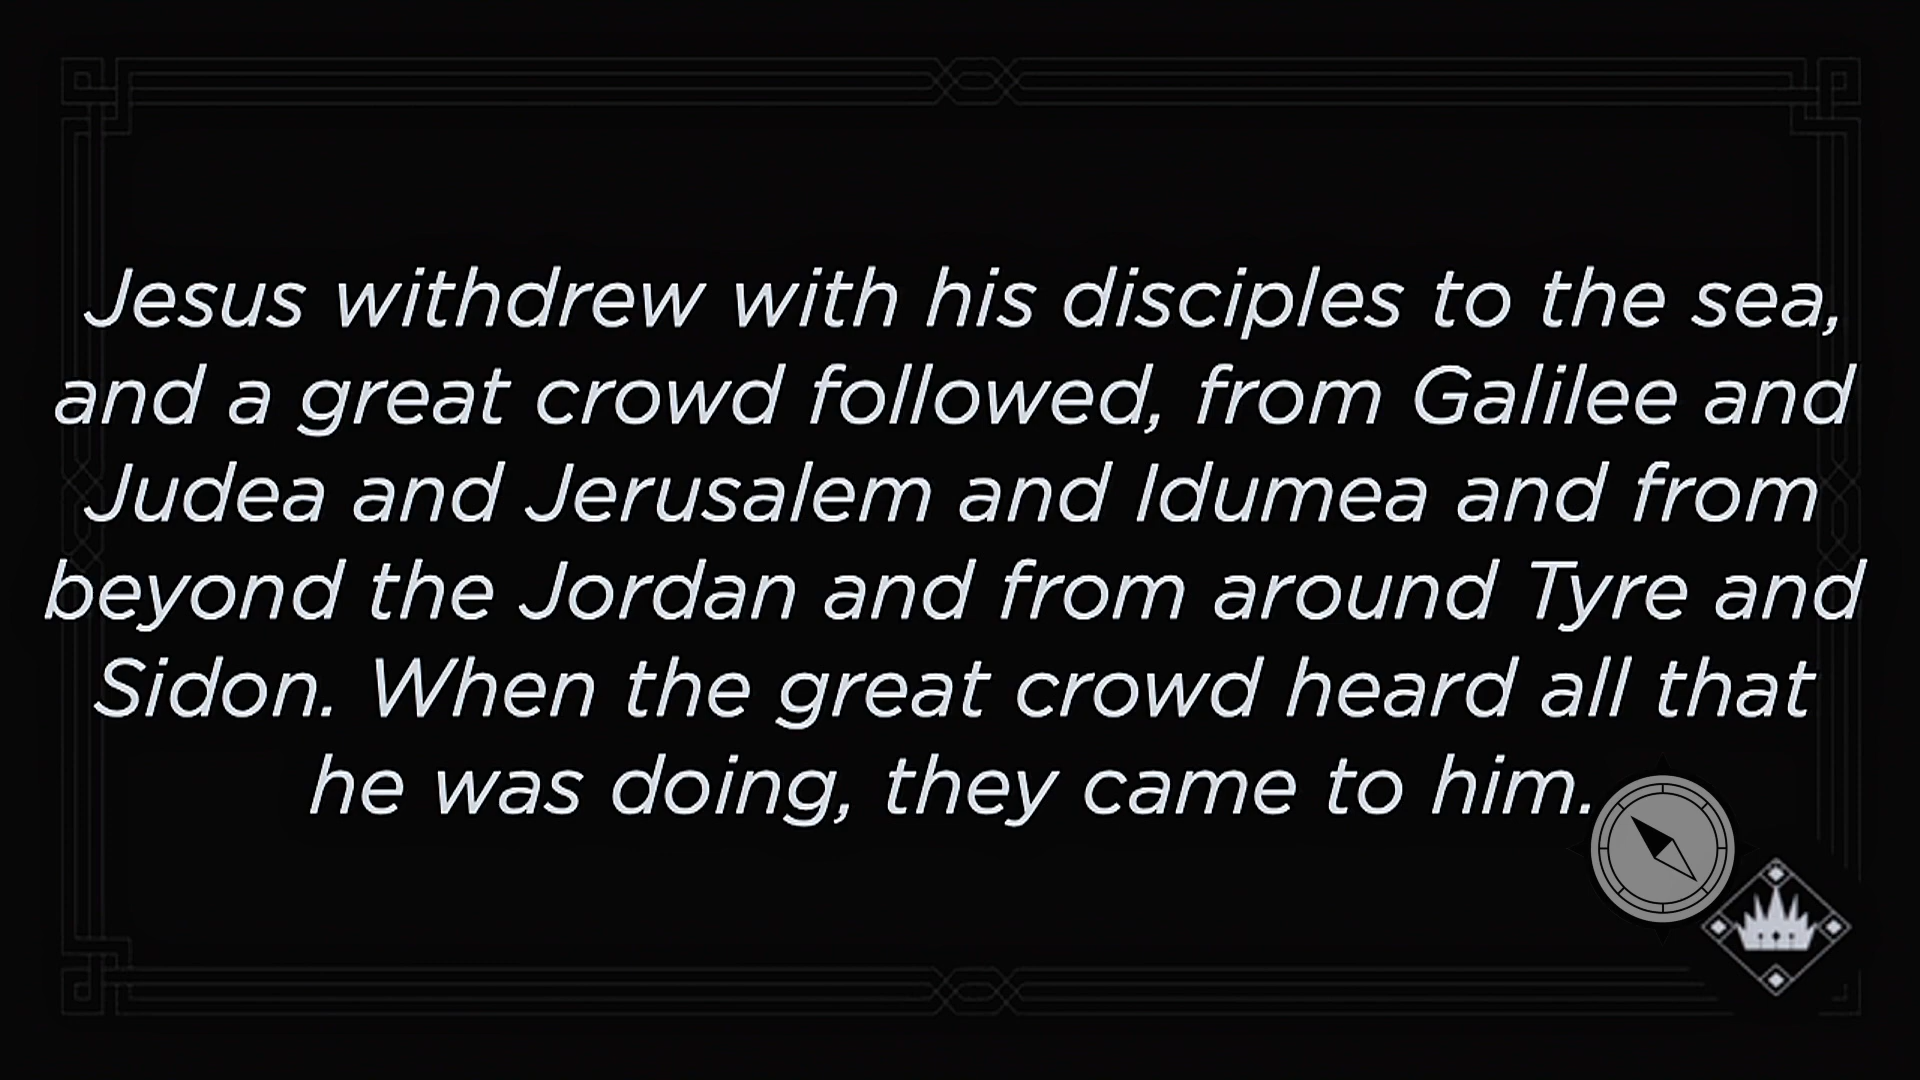 Jesus withdrew with his disciples to the sea,
and a great crowd followed, from Galilee and
Judea and Jerusalem and Idumea and from
beyond the Jordan and from around Tyre and
Sidon. When the great crowd heard all that
he was doing, they came to him.